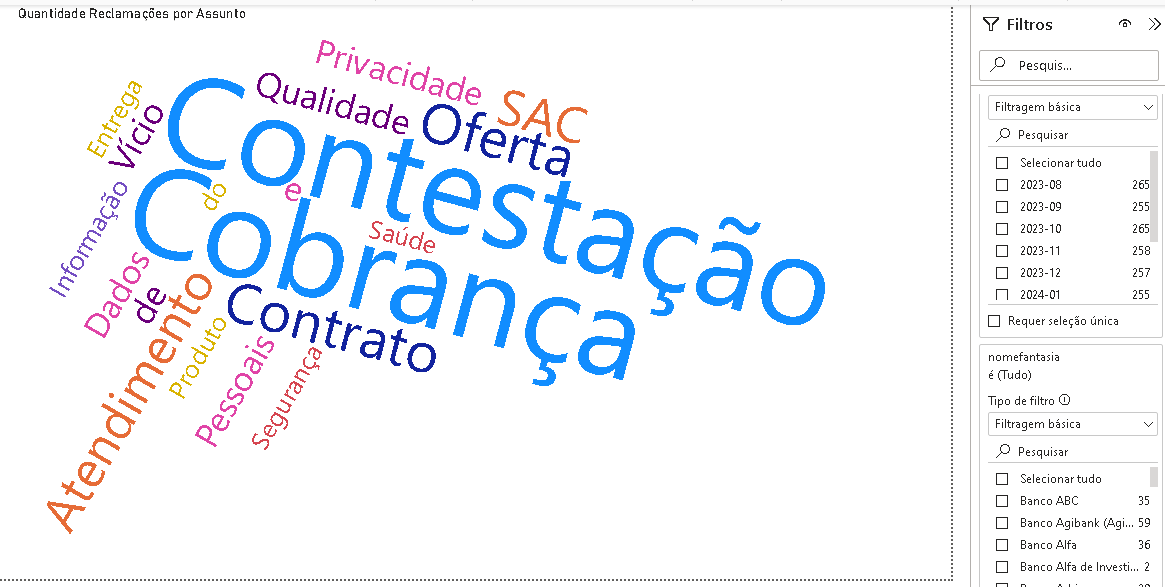 Quantidade Reclamações por Assunto
Privacidade
Qualidade
SAC
Oferta
Entrega
Vício
Contestação
Cobrança
do
e
Saúde
Informação
Dados
de
Atendimento
Contrato
Produto
Pessoais
Segurança
Filtros
Pesquis...
Filtragem básica
Pesquisar
Selecionar tudo
2023-08 265
2023-09 255
2023-10 265
2023-11 258
2023-12 257
2024-01 255
Requer seleção única
nomefantasia
é (Tudo)
Tipo de filtro
Filtragem básica
Pesquisar
Selecionar tudo
Banco ABC 35
Banco Agibank (Agi... 59
Banco Alfa 36
Banco Alfa de Investi... 2